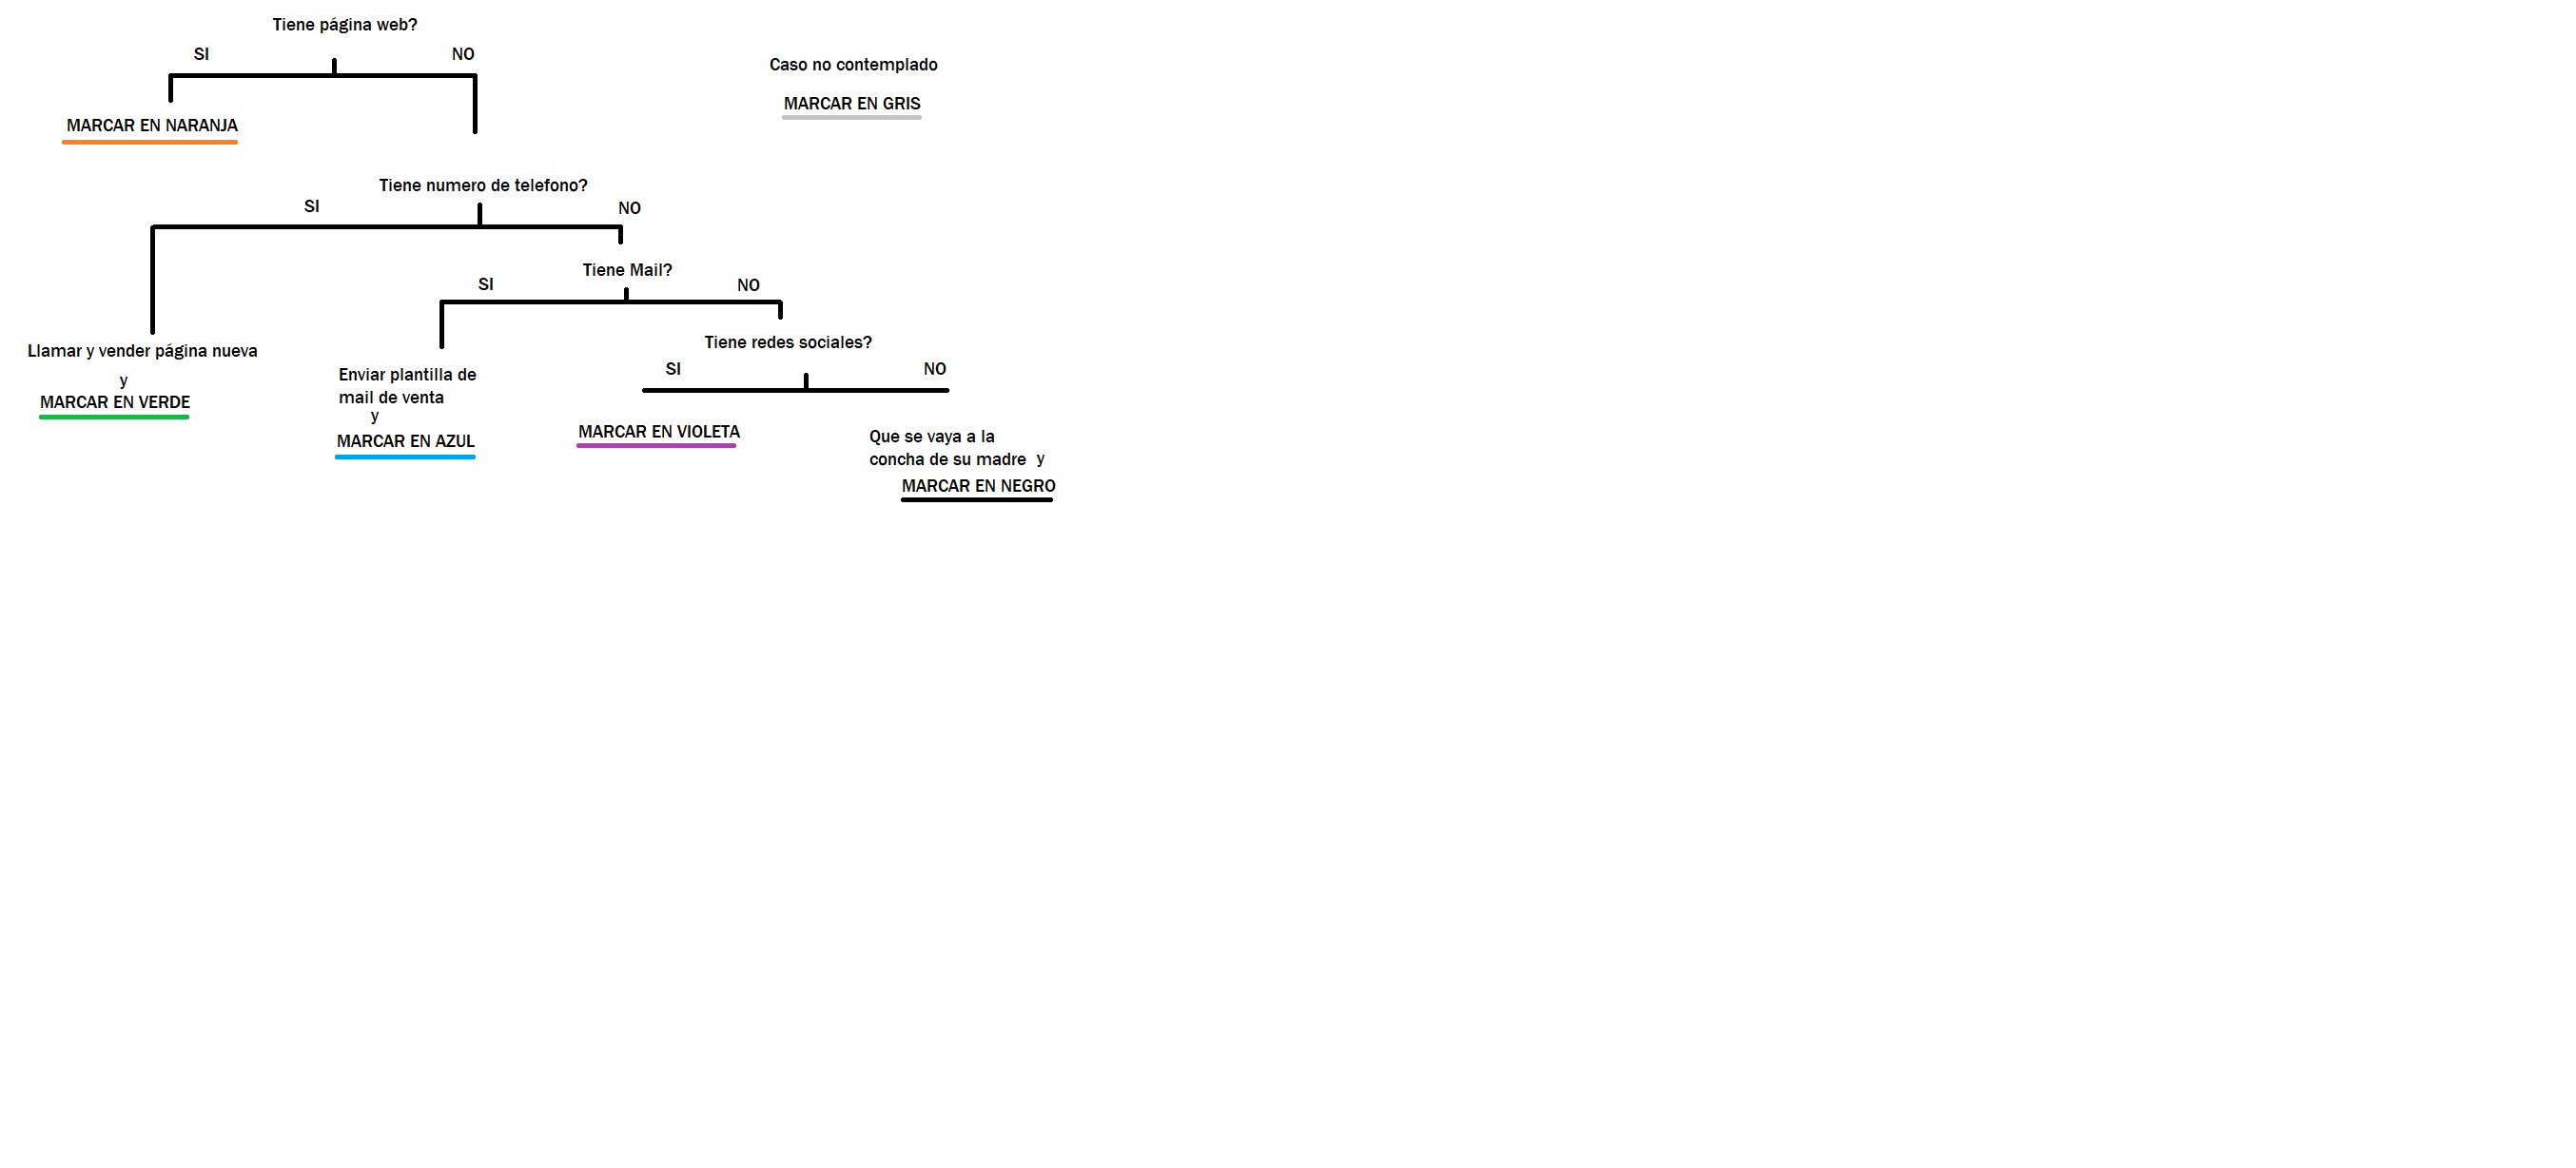 Tiene página web?
SI
NO
Caso no contemplado
MARCAR EN GRIS
MARCAR EN NARANJA
Tiene numero de telefono?
SI
NO
Tiene Mail?
SI
NO
Tiene redes sociales?
SI
NO
Llamar y vender página nueva
y
MARCAR EN VERDE
Enviar plantilla de
mail de venta
y
MARCAR EN AZUL
MARCAR EN VIOLETA
Que se vaya a la
concha de su madre y
MARCAR EN NEGRO